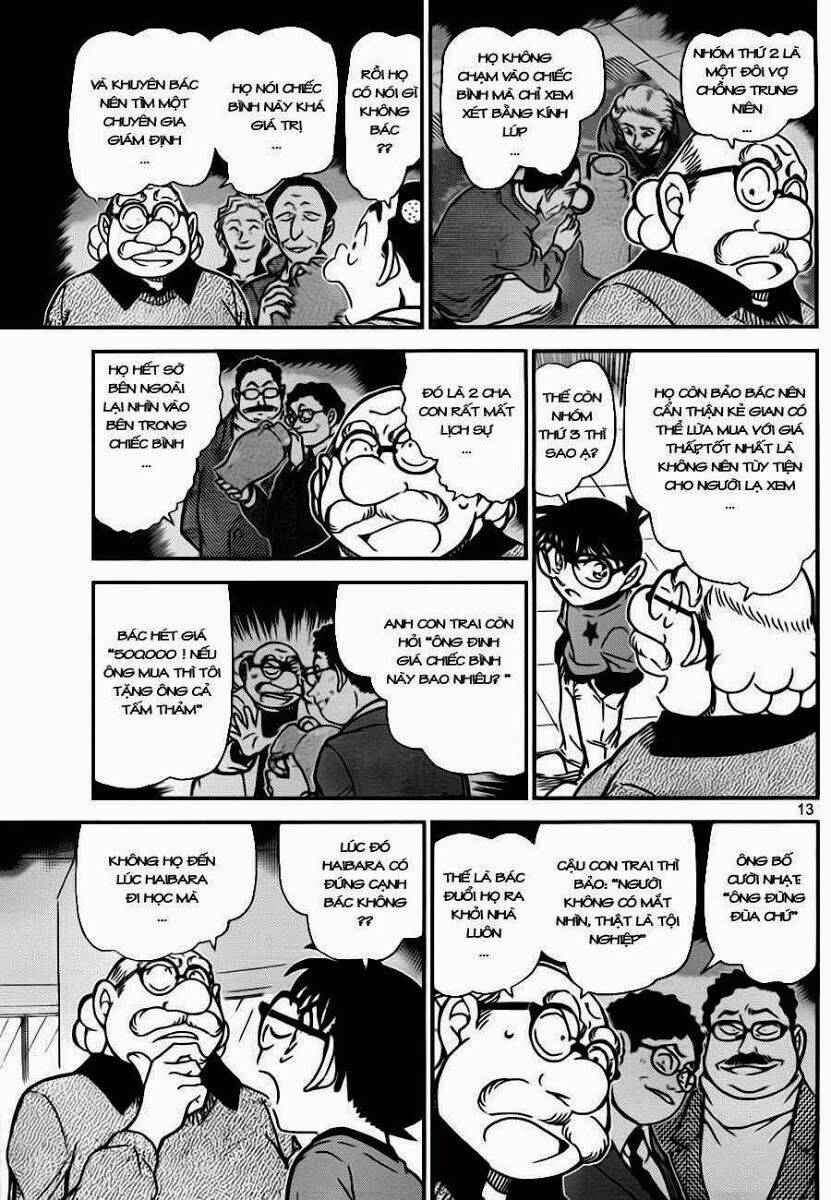 NHÓM THỨ 2 LÀ
MỘT ĐÔI VỢ
CHỒNG TRUNG
NIÊN
HỌ KHÔNG
CHẠM VÀO CHIẾC
BÌNH MÀ CHỈ XEM
XÉT BẰNG KÍNH
LÚP
...
RỒI HỌ
CÓ NÓI GÌ
KHÔNG
BÁC
??
HỌ NÓI CHIẾC
BÌNH NÀY KHÁ
GIÁ TRỊ
...
VÀ KHUYÊN BÁC
NÊN TÌM MỘT
CHUYÊN GIA
GIÁM ĐỊNH
...
HỌ CÒN BẢO BÁC NÊN
CẨN THẬN KẺ GIAN CÓ
THỂ LỪA MUA VỚI GIÁ
THẤP,TỐT NHẤT LÀ
KHÔNG NÊN TÙY TIỆN
CHO NGƯỜI LẠ XEM
...
THẾ CÒN
NHÓM
THỨ 3 THÌ
SAO Ạ?
ĐÓ LÀ 2 CHA
CON RẤT MẤT
LỊCH SỰ
...
HỌ HẾT SỜ
BÊN NGOÀI
LẠI NHÌN VÀO
BÊN TRONG
CHIẾC BÌNH
...
ANH CON TRAI CÒN
HỎI "ÔNG ĐỊNH
GIÁ CHIẾC BÌNH
NÀY BAO NHIÊU? "
BÁC HÉT GIÁ
"500,000 ! NẾU
ÔNG MUA THÌ TÔI
TẶNG ÔNG CẢ
TẤM THẢM"
13
ÔNG BỐ
CƯỜI NHẠT:
"ÔNG ĐỪNG
ĐÙA CHỨ"
CẬU CON TRAI THÌ
BẢO: "NGƯỜI
KHÔNG CÓ MẮT
NHÌN, THẬT LÀ TỘI
NGHIỆP"
THẾ LÀ BÁC
ĐUỔI HỌ RA
KHỎI NHÀ
LUÔN
...
LÚC ĐÓ
HAIBARA CÓ
ĐỨNG CẠNH
BÁC KHÔNG
??
KHÔNG HỌ ĐẾN
LÚC HAIBARA
ĐI HỌC MÀ
...